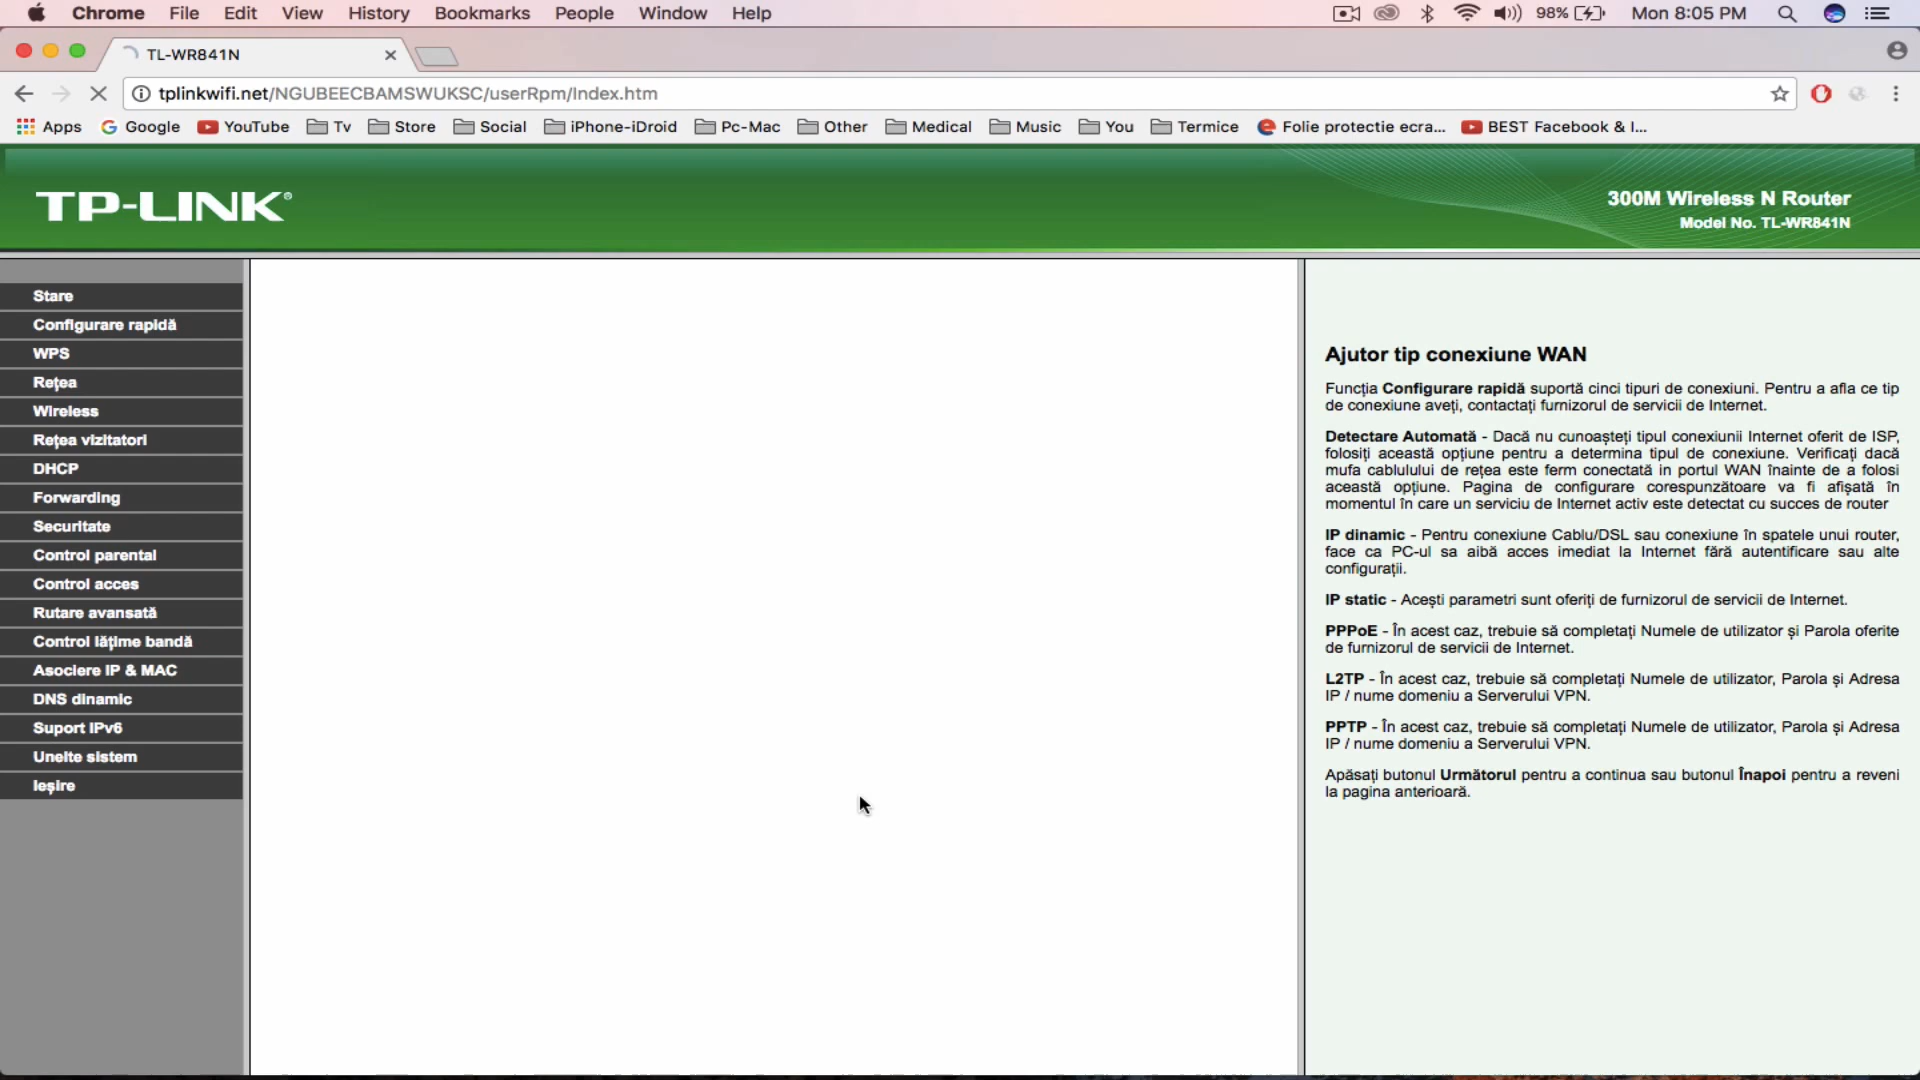 Chrome File Edit View History Bookmarks People Window Help 98% Mon 8:05 PM
TL-WR841N
tplinkwifi.net/NGUBEECBAMSWUKSC/userRpm/Index.htm
Apps Google YouTube Tv Store Social iPhone-iDroid Pc-Mac Other Medical Music You Termice Folie protectie ecra... BEST Facebook & I...
TP-LINK®
300M Wireless N Router
Model No. TL-WR841N
Stare
Configurare rapidă
WPS
Rețea
Wireless
Rețea vizitatori
DHCP
Forwarding
Securitate
Control parental
Control acces
Rutare avansată
Control lățime bandă
Asociere IP & MAC
DNS dinamic
Suport IPv6
Unelte sistem
Ieșire
Ajutor tip conexiune WAN
Funcția Configurare rapidă suportă cinci tipuri de conexiuni. Pentru a afla ce tip
de conexiune aveți, contactați furnizorul de servicii de Internet.
Detectare Automată - Dacă nu cunoașteți tipul conexiunii Internet oferit de ISP,
folosiți această opțiune pentru a determina tipul de conexiune. Verificați dacă
mufa cablulului de rețea este ferm conectată in portul WAN înainte de a folosi
această opțiune. Pagina de configurare corespunzătoare va fi afișată în
momentul în care un serviciu de Internet activ este detectat cu succes de router
IP dinamic - Pentru conexiune Cablu/DSL sau conexiune în spatele unui router,
face ca PC-ul sa aibă acces imediat la Internet fără autentificare sau alte
configurații.
IP static - Acești parametri sunt oferiți de furnizorul de servicii de Internet.
PPPoE - În acest caz, trebuie să completați Numele de utilizator și Parola oferite
de furnizorul de servicii de Internet.
L2TP - În acest caz, trebuie să completați Numele de utilizator, Parola și Adresa
IP / nume domeniu a Serverului VPN.
PPTP - În acest caz, trebuie să completați Numele de utilizator, Parola și Adresa
IP / nume domeniu a Serverului VPN.
Apăsați butonul Următorul pentru a continua sau butonul Înapoi pentru a reveni
la pagina anterioară.